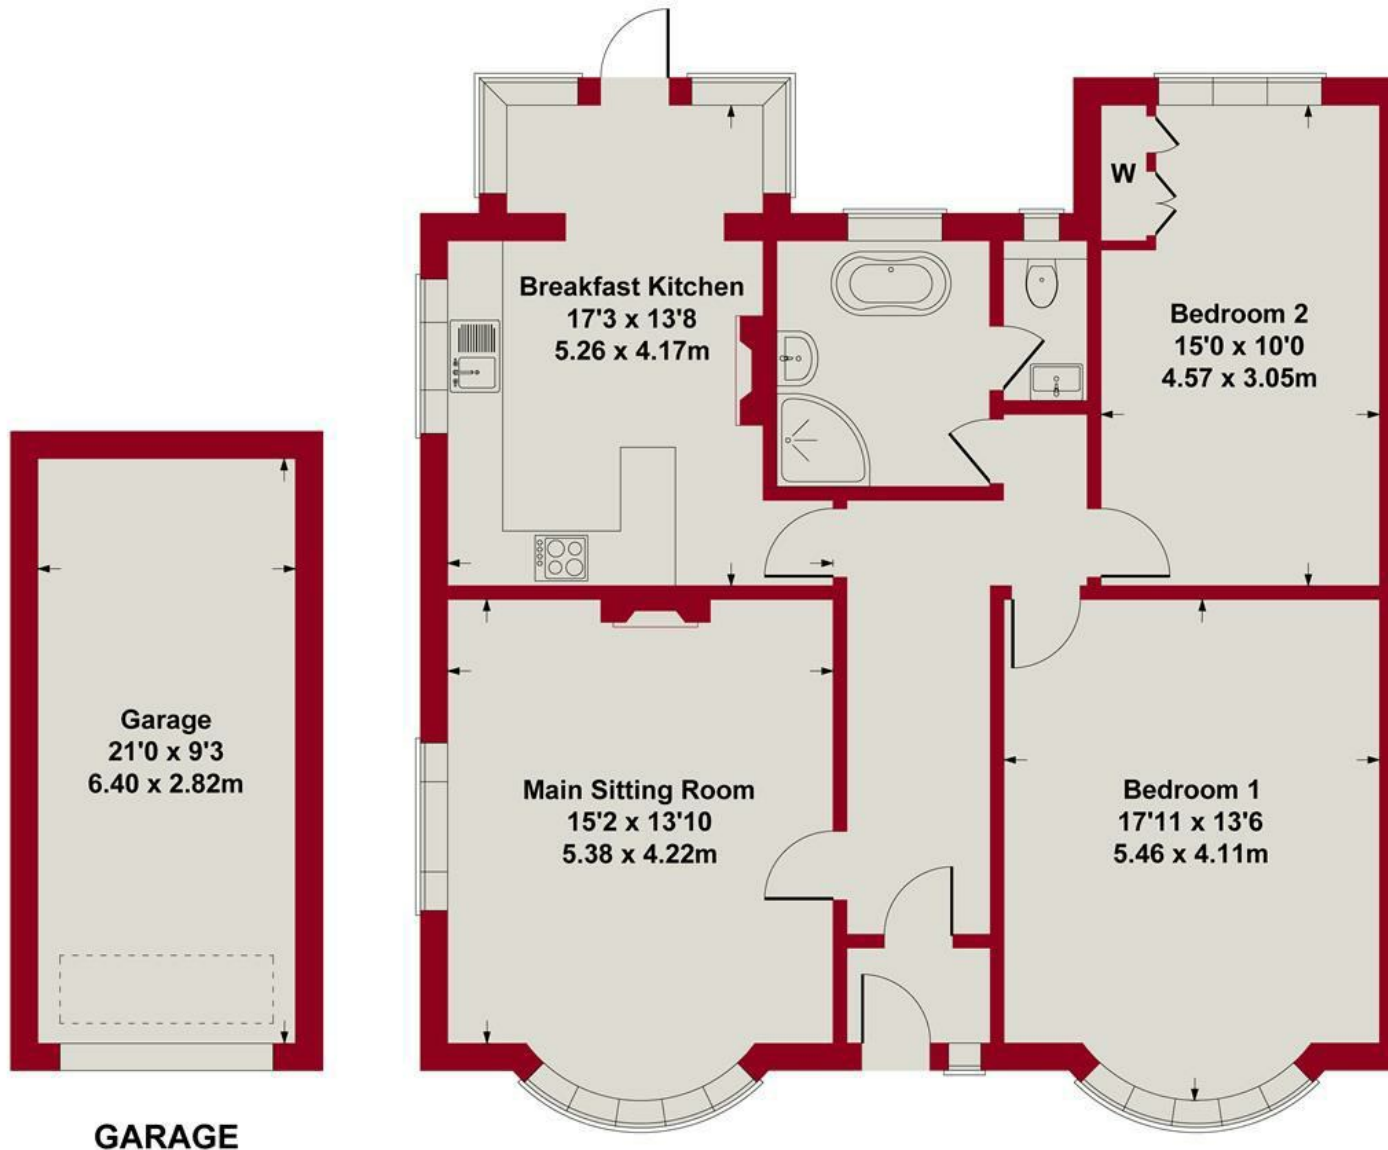 Breakfast Kitchen
17'3 x 13'8
5.26 x 4.17m
W
Bedroom 2
15'0 x 10'0
4.57 x 3.05m
Garage
21'0 x 9'3
6.40 x 2.82m
Main Sitting Room
15'2 x 13'10
5.38 x 4.22m
Bedroom 1
17'11 x 13'6
5.46 x 4.11m
GARAGE